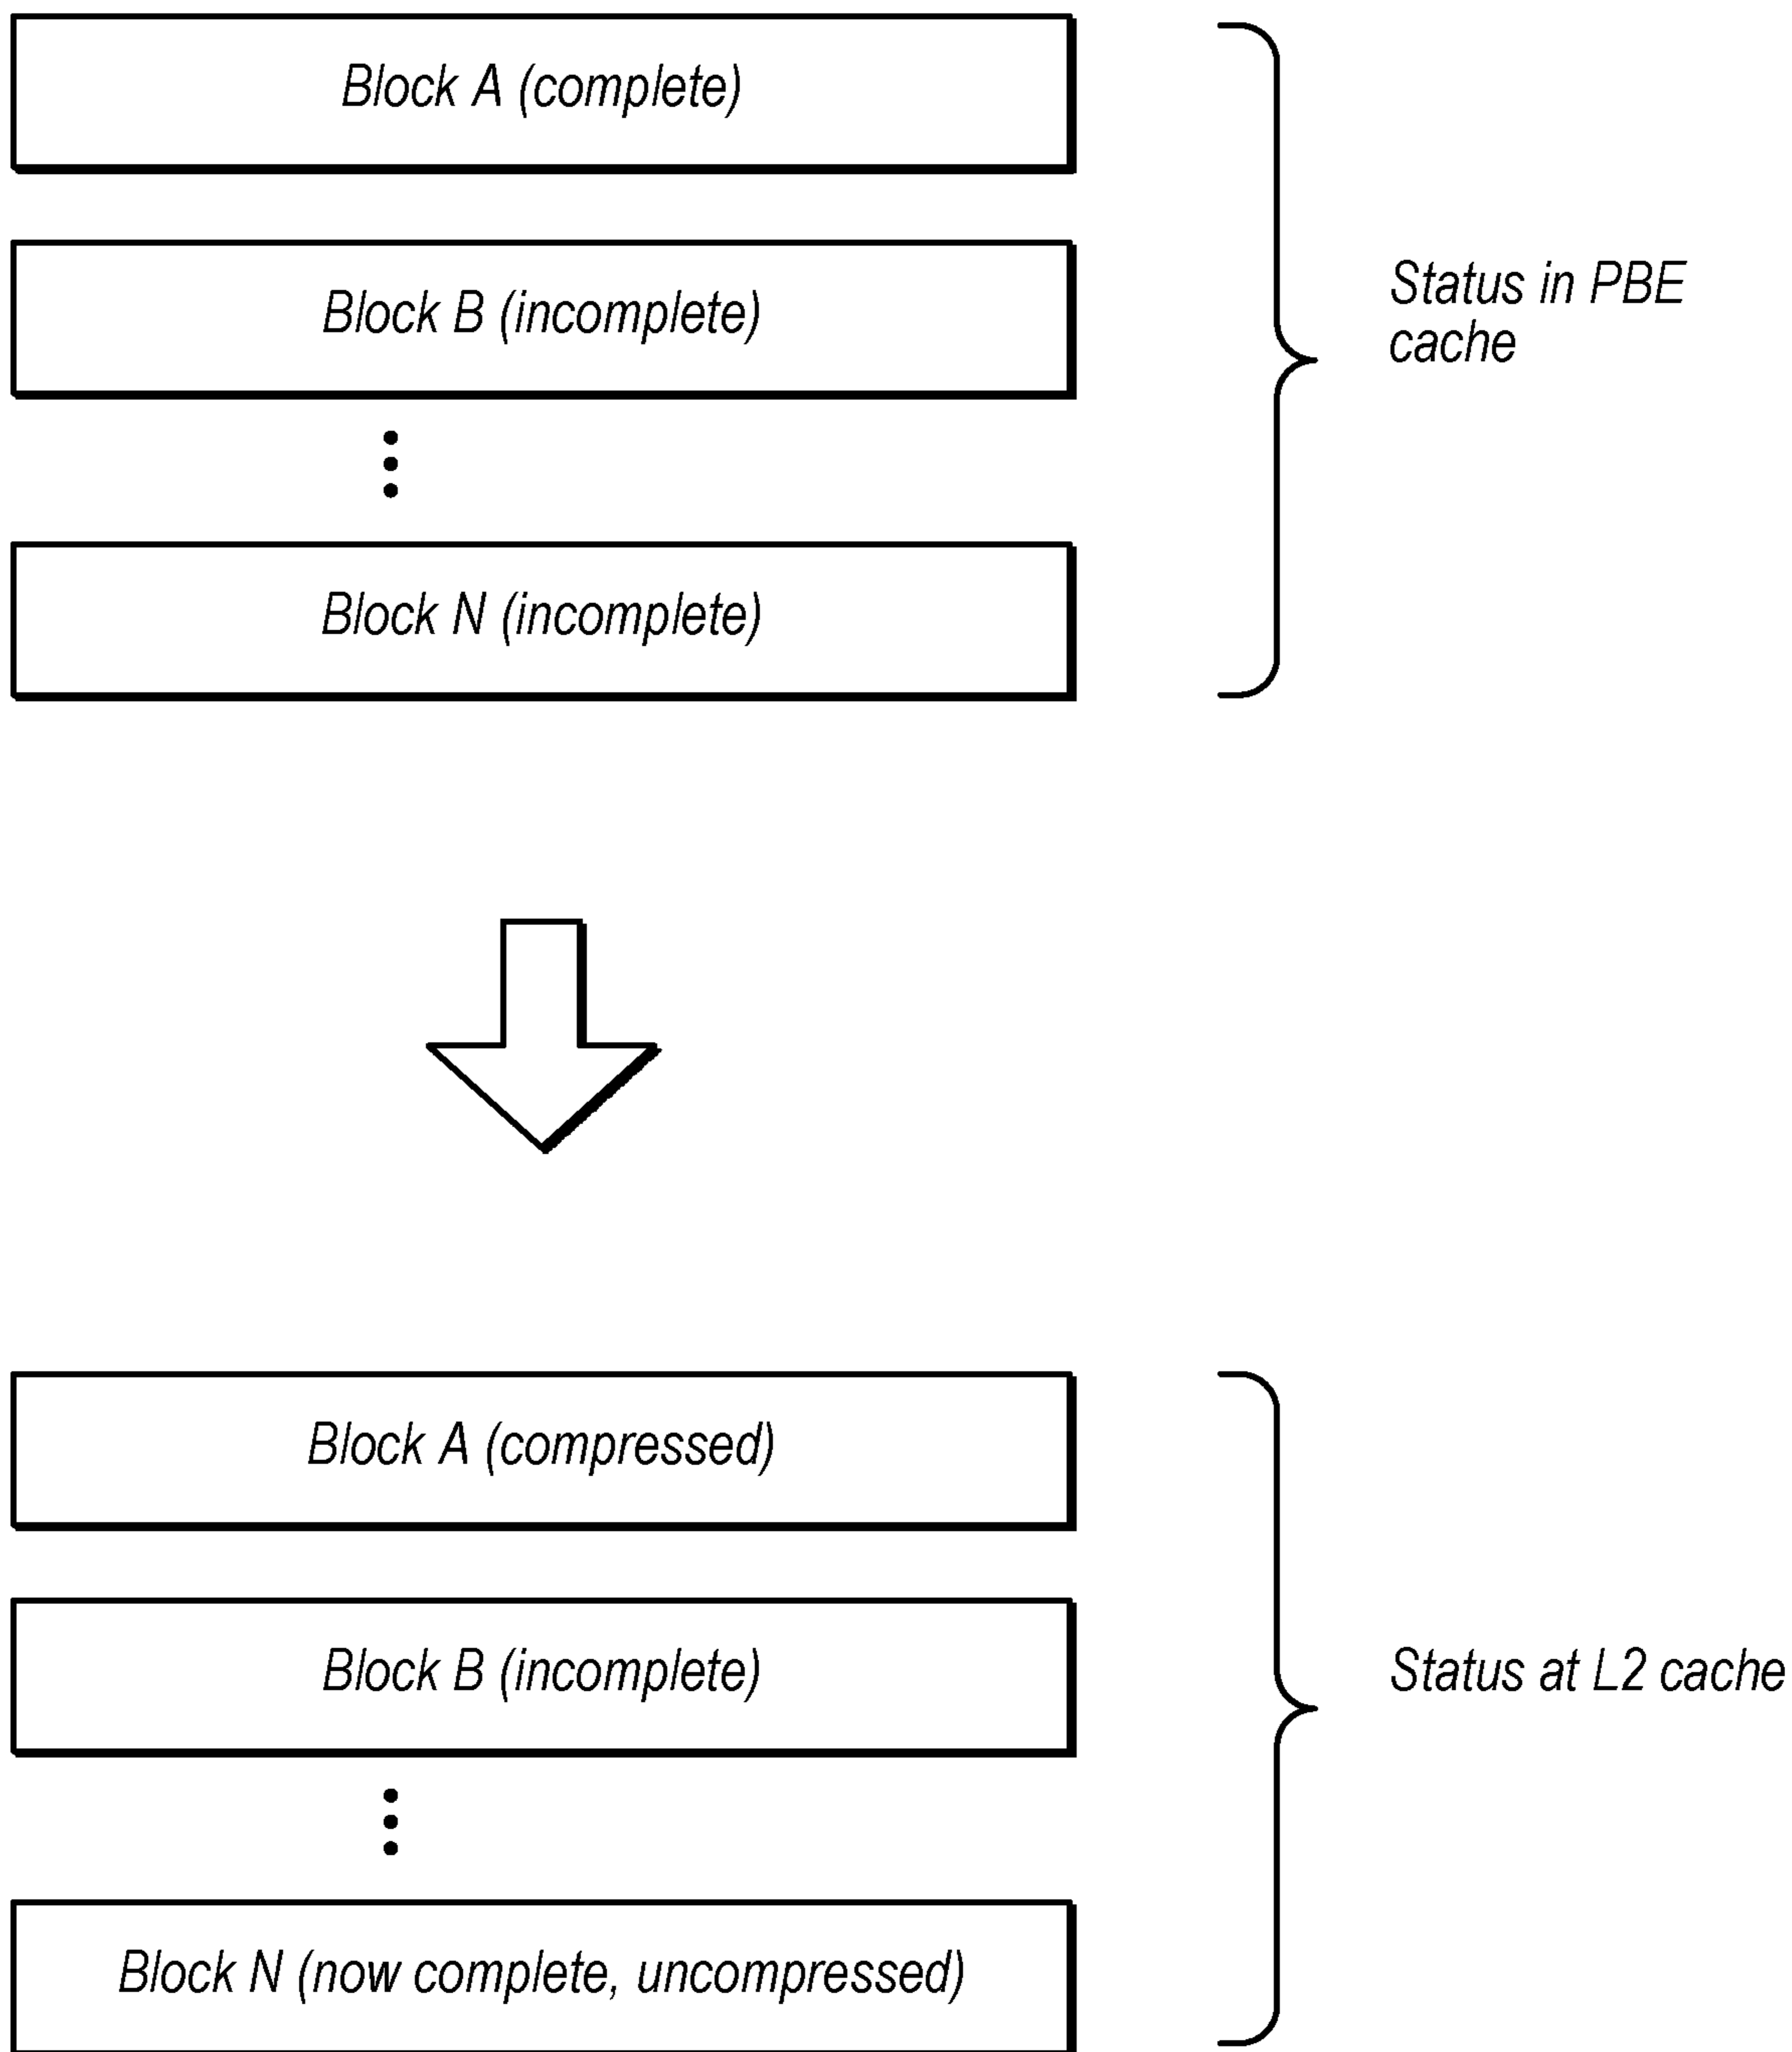 Block A (complete)
Block B (incomplete)
Block N (incomplete)
Status in PBE
cache
Block A (compressed)
Block B (incomplete)
Block N (now complete, uncompressed)
Status at L2 cache